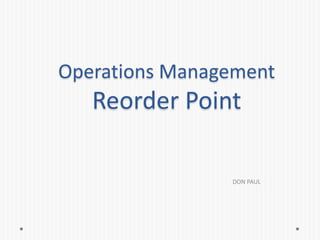 Operations Management
Reorder Point
DON PAUL